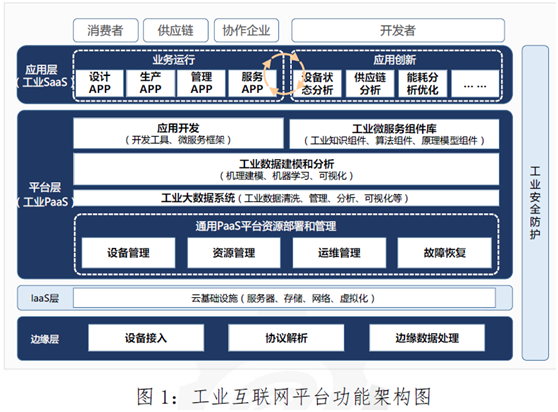 消费者
供应链
协作企业
开发者
应用层
（工业SaaS）
业务运行
设计
APP
生产
APP
管理
APP
服务
APP
应用创新
设备状
态分析
供应链
分析
能耗分
析优化
... ...
平台层
（工业PaaS）
应用开发
（开发工具、微服务框架）
工业微服务组件库
（工业知识组件、算法组件、原理模型组件）
工业数据建模和分析
（机理建模、机器学习、可视化）
工业大数据系统（工业数据清洗、管理、分析、可视化等）
通用PaaS平台资源部署和管理
设备管理
资源管理
运维管理
故障恢复
IaaS层
云基础设施（服务器、存储、网络、虚拟化）
边缘层
设备接入
协议解析
边缘数据处理
工业安全防护
图 1：工业互联网平台功能架构图